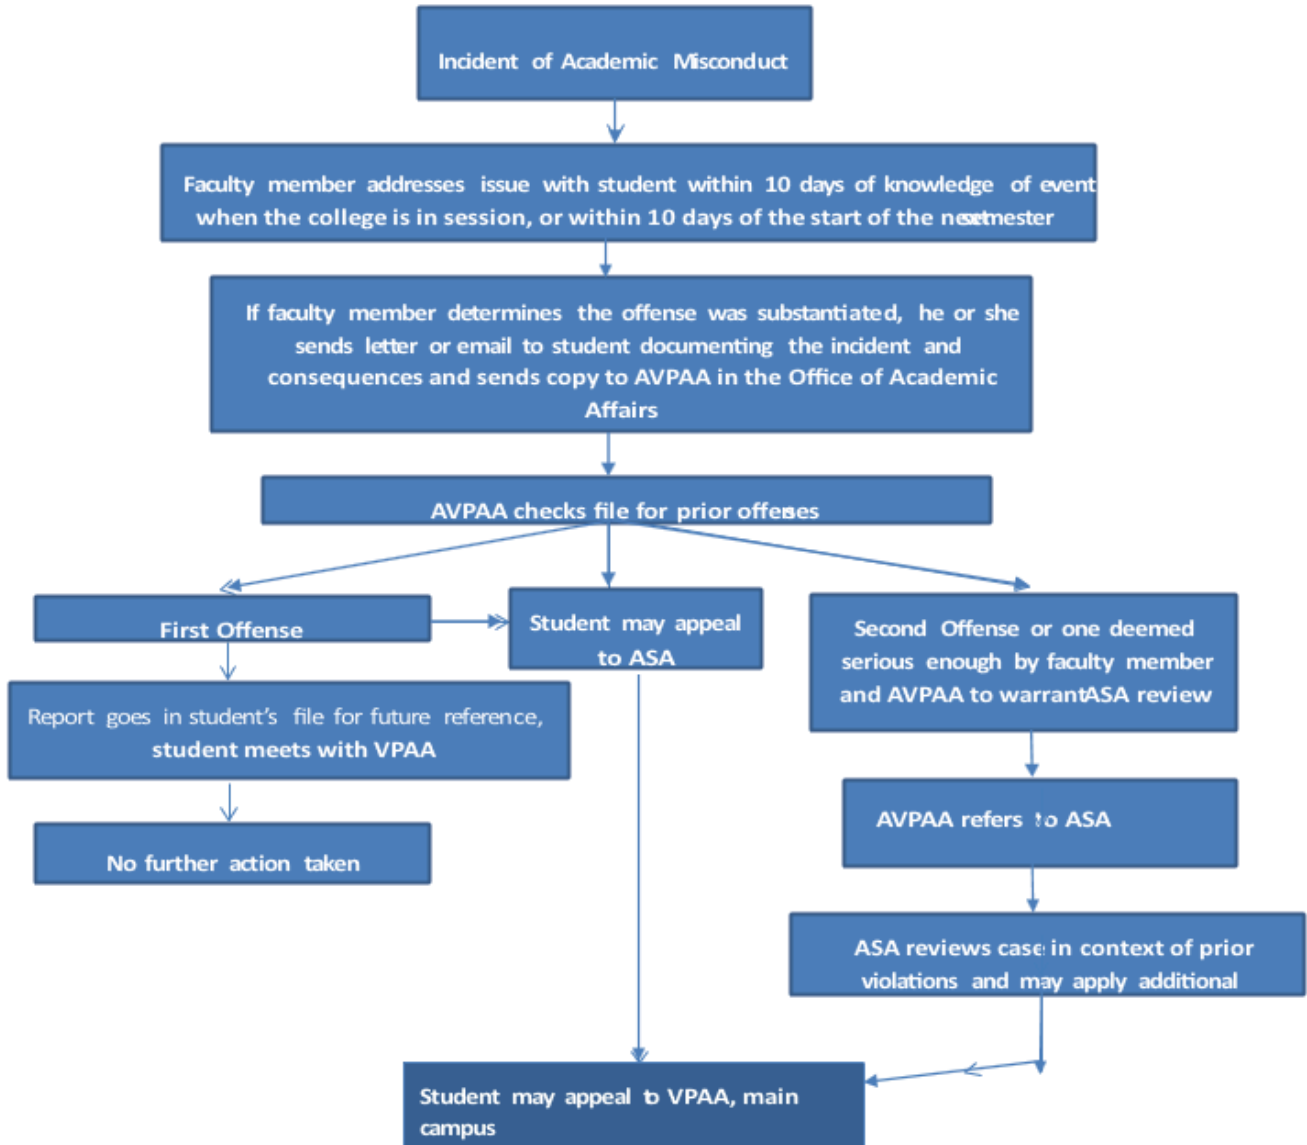 Incident of Academic Misconduct
Faculty member addresses issue with student within 10 days of knowledge of event
when the college is in session, or within 10 days of the start of the next semester
If faculty member determines the offense was substantiated, he or she
sends letter or email to student documenting the incident and
consequences and sends copy to AVPAA in the Office of Academic
Affairs
AVPAA checks file for prior offenses
First Offense
Student may appeal
to ASA
Second Offense or one deemed
serious enough by faculty member
and AVPAA to warrant ASA review
Report goes in student's file for future reference,
student meets with VPAA
AVPAA refers to ASA
No further action taken
ASA reviews case in context of prior
violations and may apply additional
Student may appeal to VPAA, main
campus